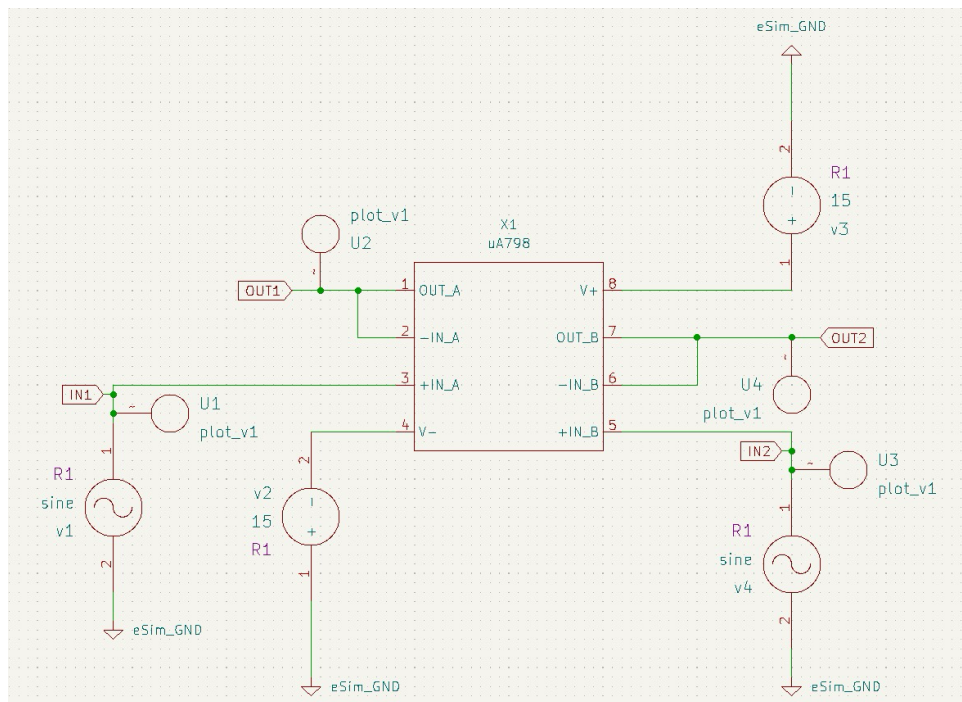 eSim_GND
2
R1
15
v3
1
plot_v1
U2
~
X1
uA798
OUT1
1
OUT_A
V+
8
2
-IN_A
OUT_B
7
OUT2
~
3
+IN_A
-IN_B
6
U4
plot_v1
IN1
~
U1
plot_v1
4
V-
+IN_B
5
IN2
~
U3
plot_v1
1
R1
sine
v1
2
eSim_GND
2
v2
15
R1
1
eSim_GND
1
R1
sine
v4
2
eSim_GND